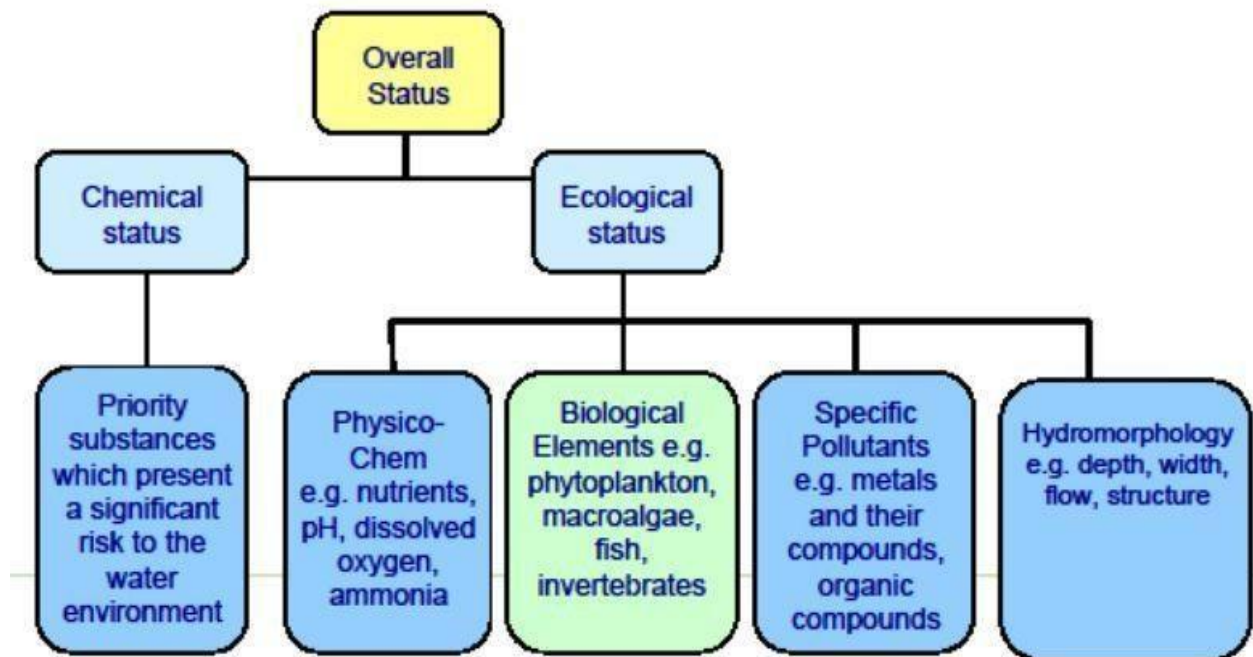 Overall
Status
Chemical
status
Ecological
status
Priority
substances
which present
a significant
risk to the
water
environment
Physico-
Chem
e.g. nutrients,
pH, dissolved
oxygen,
ammonia
Biological
Elements e.g.
phytoplankton,
macroalgae,
fish,
invertebrates
Specific
Pollutants
e.g. metals
and their
compounds,
organic
compounds
Hydromorphology
e.g. depth, width,
flow, structure